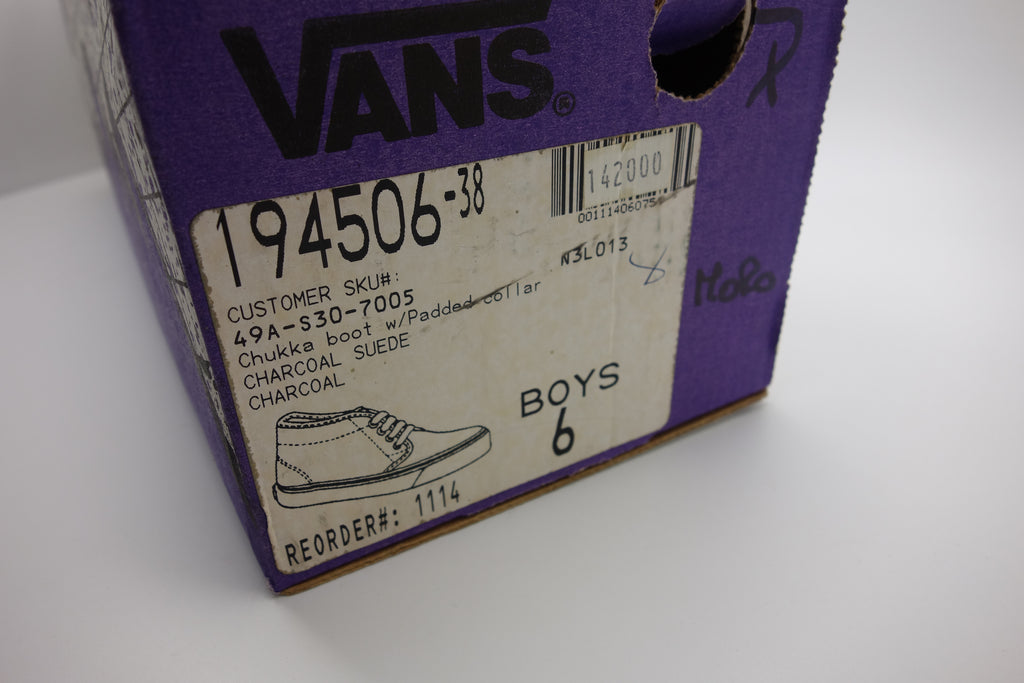 VANS®
194506-38
142000
00111406075
CUSTOMER SKU#:
N3L013
8
49A-S30-7005
Chukka boot w/Padded collar
CHARCOAL SUEDE
CHARCOAL
BOYS
6
REORDER#: 1114